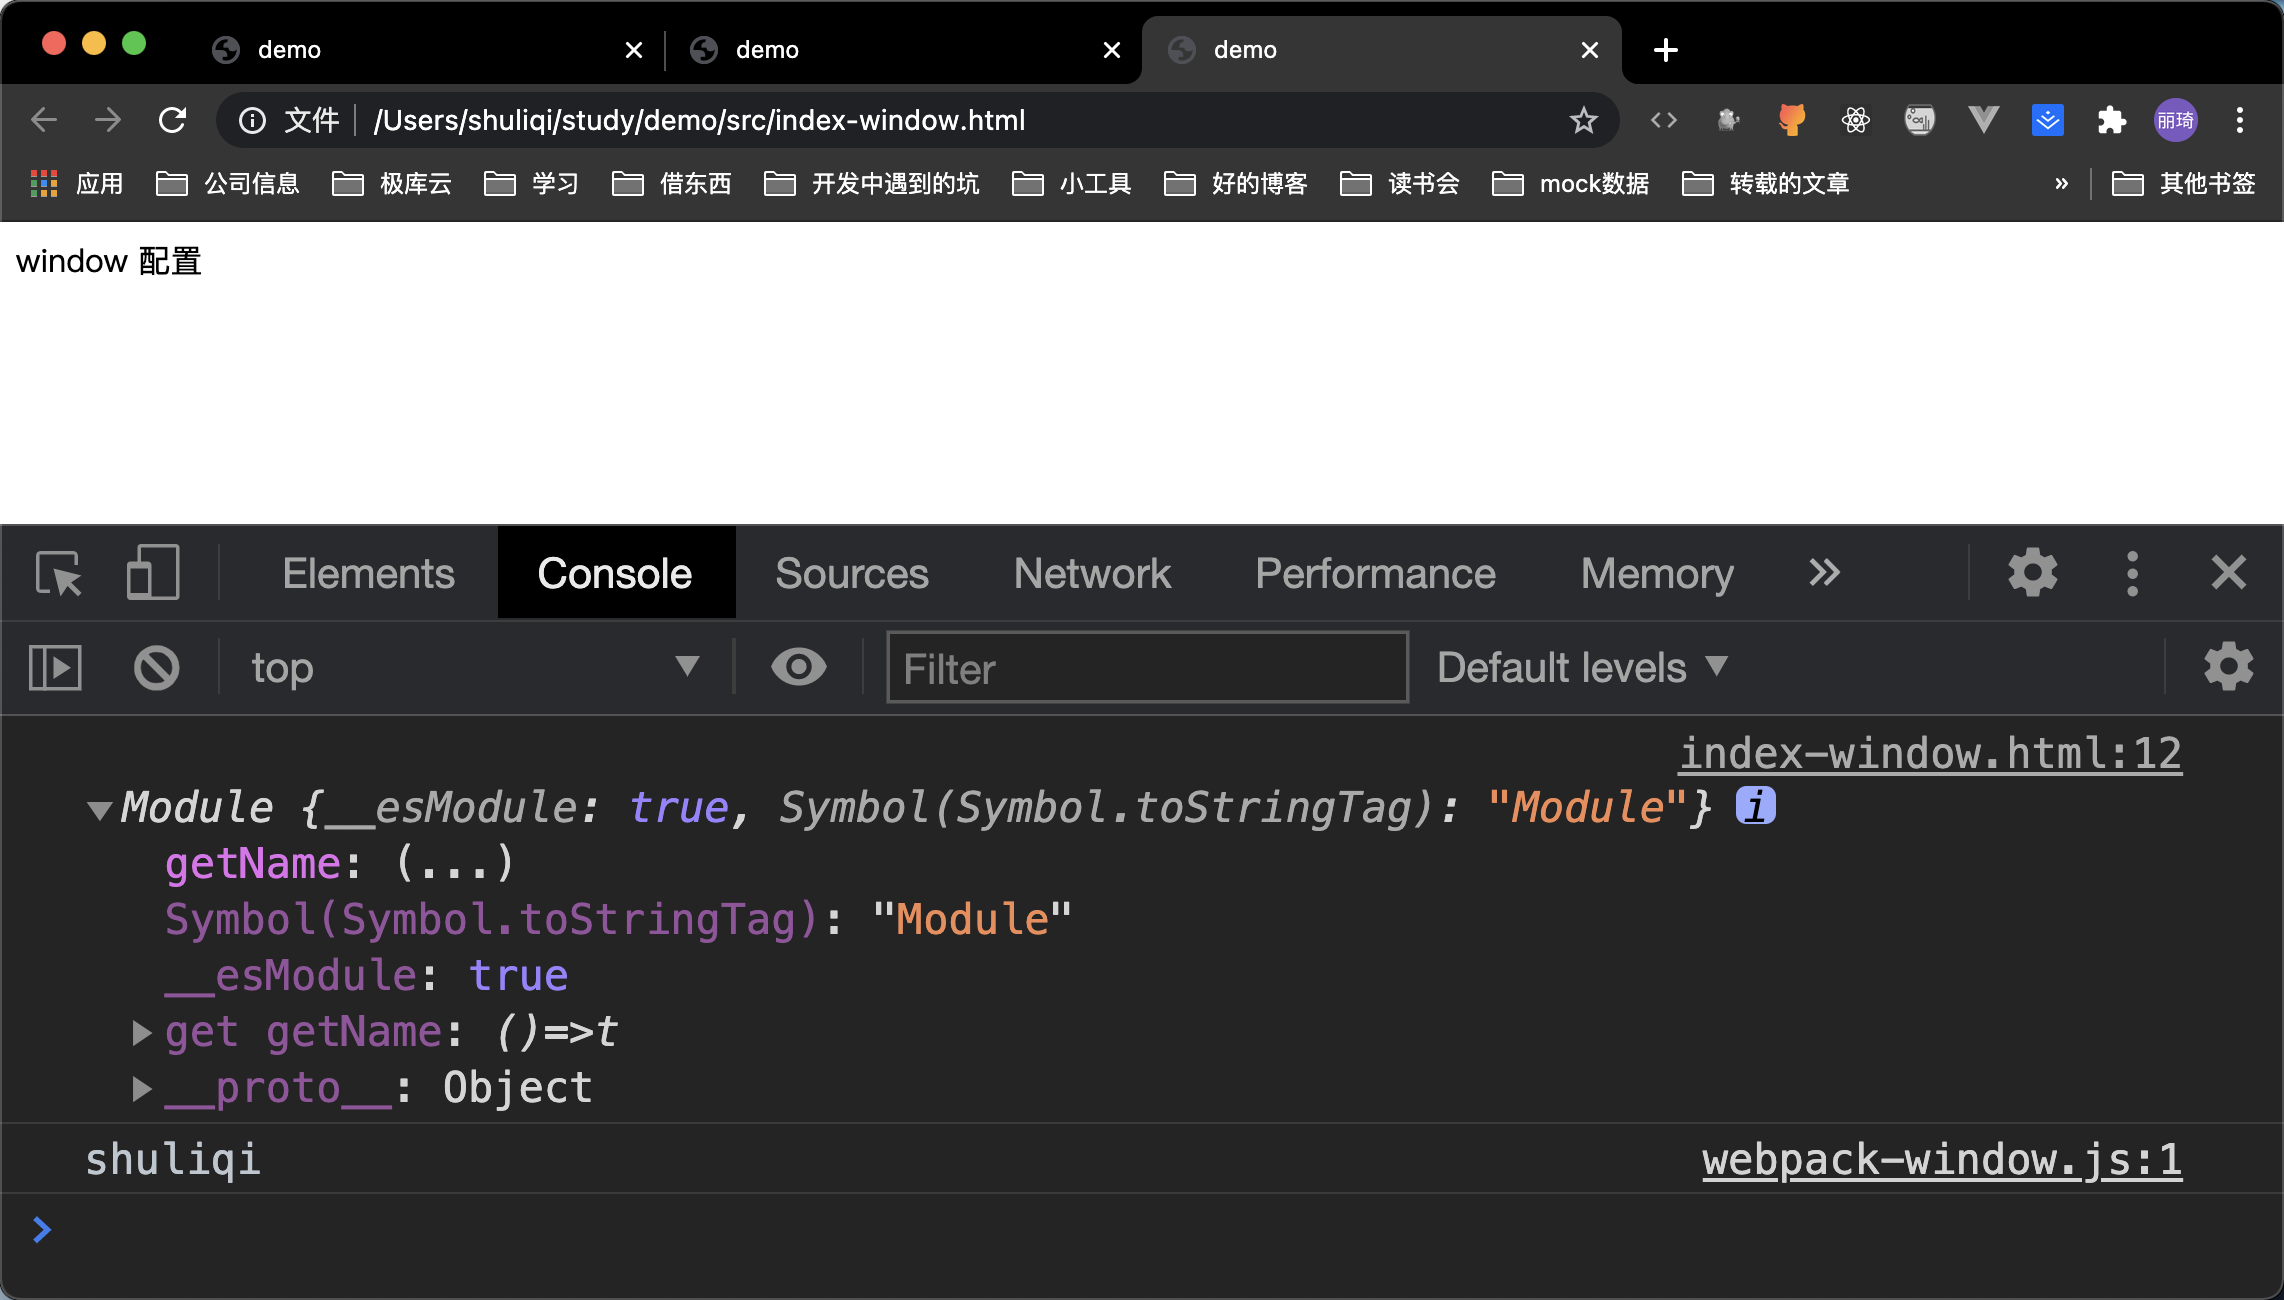 demo demo demo
文件 /Users/shuliqi/study/demo/src/index-window.html 丽琦
应用 公司信息 极库云 学习 借东西 开发中遇到的坑 小工具 好的博客 读书会 mock数据 转载的文章 » 其他书签
window 配置
Elements Console Sources Network Performance Memory »
top Filter Default levels
index-window.html:12
Module {__esModule: true, Symbol(Symbol.toStringTag): "Module"} i
getName: (...)
Symbol(Symbol.toStringTag): "Module"
__esModule: true
get getName: ()=>t
__proto__: Object
shuliqi webpack-window.js:1